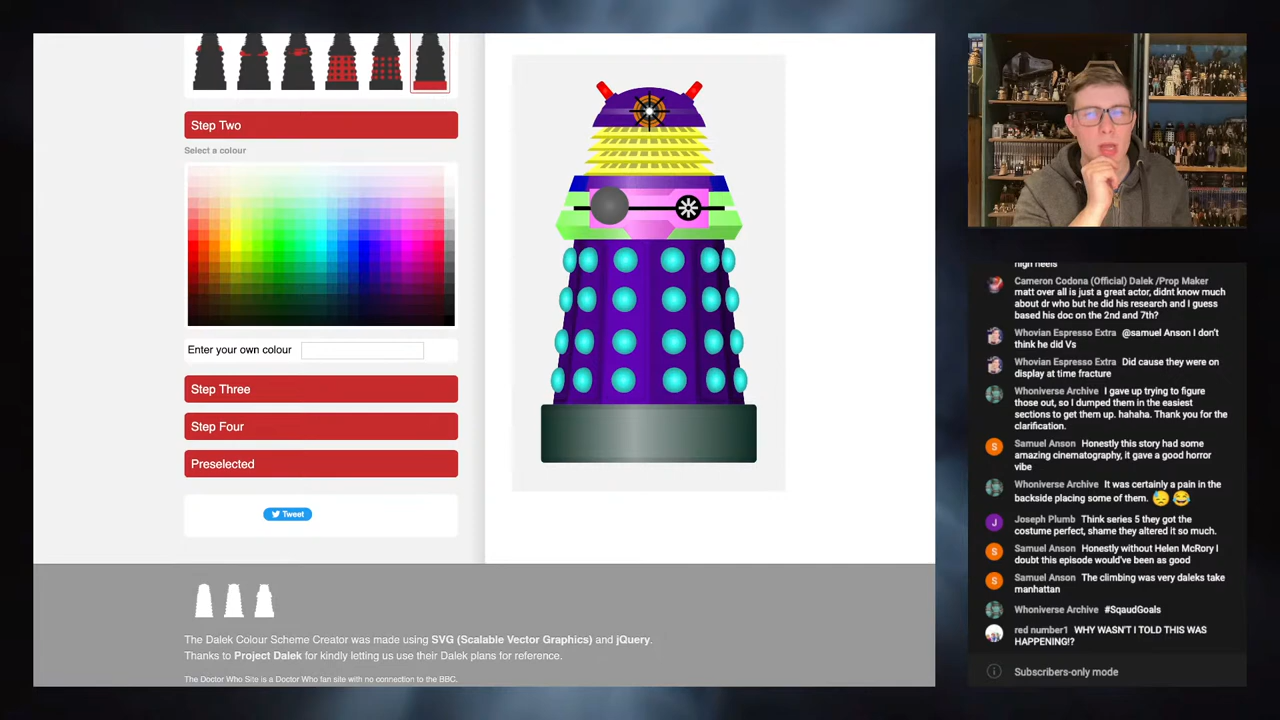 Step Two
Select a colour
Enter your own colour
Step Three
Step Four
Preselected
Tweet
The Dalek Colour Scheme Creator was made using SVG (Scalable Vector Graphics) and jQuery.
Thanks to Project Dalek for kindly letting us use their Dalek plans for reference.
The Doctor Who Site is a Doctor Who fan site with no connection to the BBC.
high heels
Cameron Codona (Official) Dalek /Prop Maker
matt over all is just a great actor, didnt know much
about dr who but he did his research and I guess
based his doc on the 2nd and 7th?
Whovian Espresso Extra @samuel Anson I don't
think he did Vs
Whovian Espresso Extra Did cause they were on
display at time fracture
Whoniverse Archive I gave up trying to figure
those out, so I dumped them in the easiest
sections to get them up. hahaha. Thank you for the
clarification.
Samuel Anson Honestly this story had some
amazing cinematography, it gave a good horror
vibe
Whoniverse Archive It was certainly a pain in the
backside placing some of them. 😓😂
J Joseph Plumb Think series 5 they got the
costume perfect, shame they altered it so much.
S Samuel Anson Honestly without Helen McRory I
doubt this episode would've been as good
S Samuel Anson The climbing was very daleks take
manhattan
Whoniverse Archive #SqaudGoals
red number1 WHY WASN'T I TOLD THIS WAS
HAPPENING!?
Subscribers-only mode